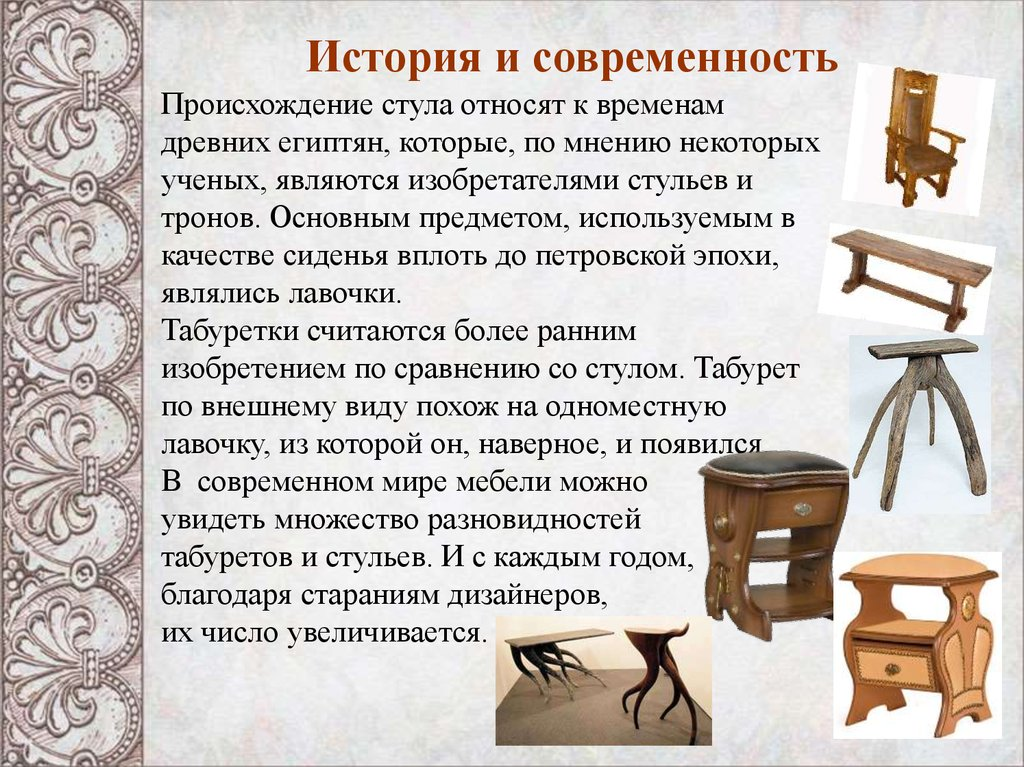 История и современность
Происхождение стула относят к временам
древних египтян, которые, по мнению некоторых
ученых, являются изобретателями стульев и
тронов. Основным предметом, используемым в
качестве сиденья вплоть до петровской эпохи,
являлись лавочки.
Табуретки считаются более ранним
изобретением по сравнению со стулом. Табурет
по внешнему виду похож на одноместную
лавочку, из которой он, наверное, и появился
В  современном мире мебели можно
увидеть множество разновидностей
табуретов и стульев. И с каждым годом,
благодаря стараниям дизайнеров,
их число увеличивается.